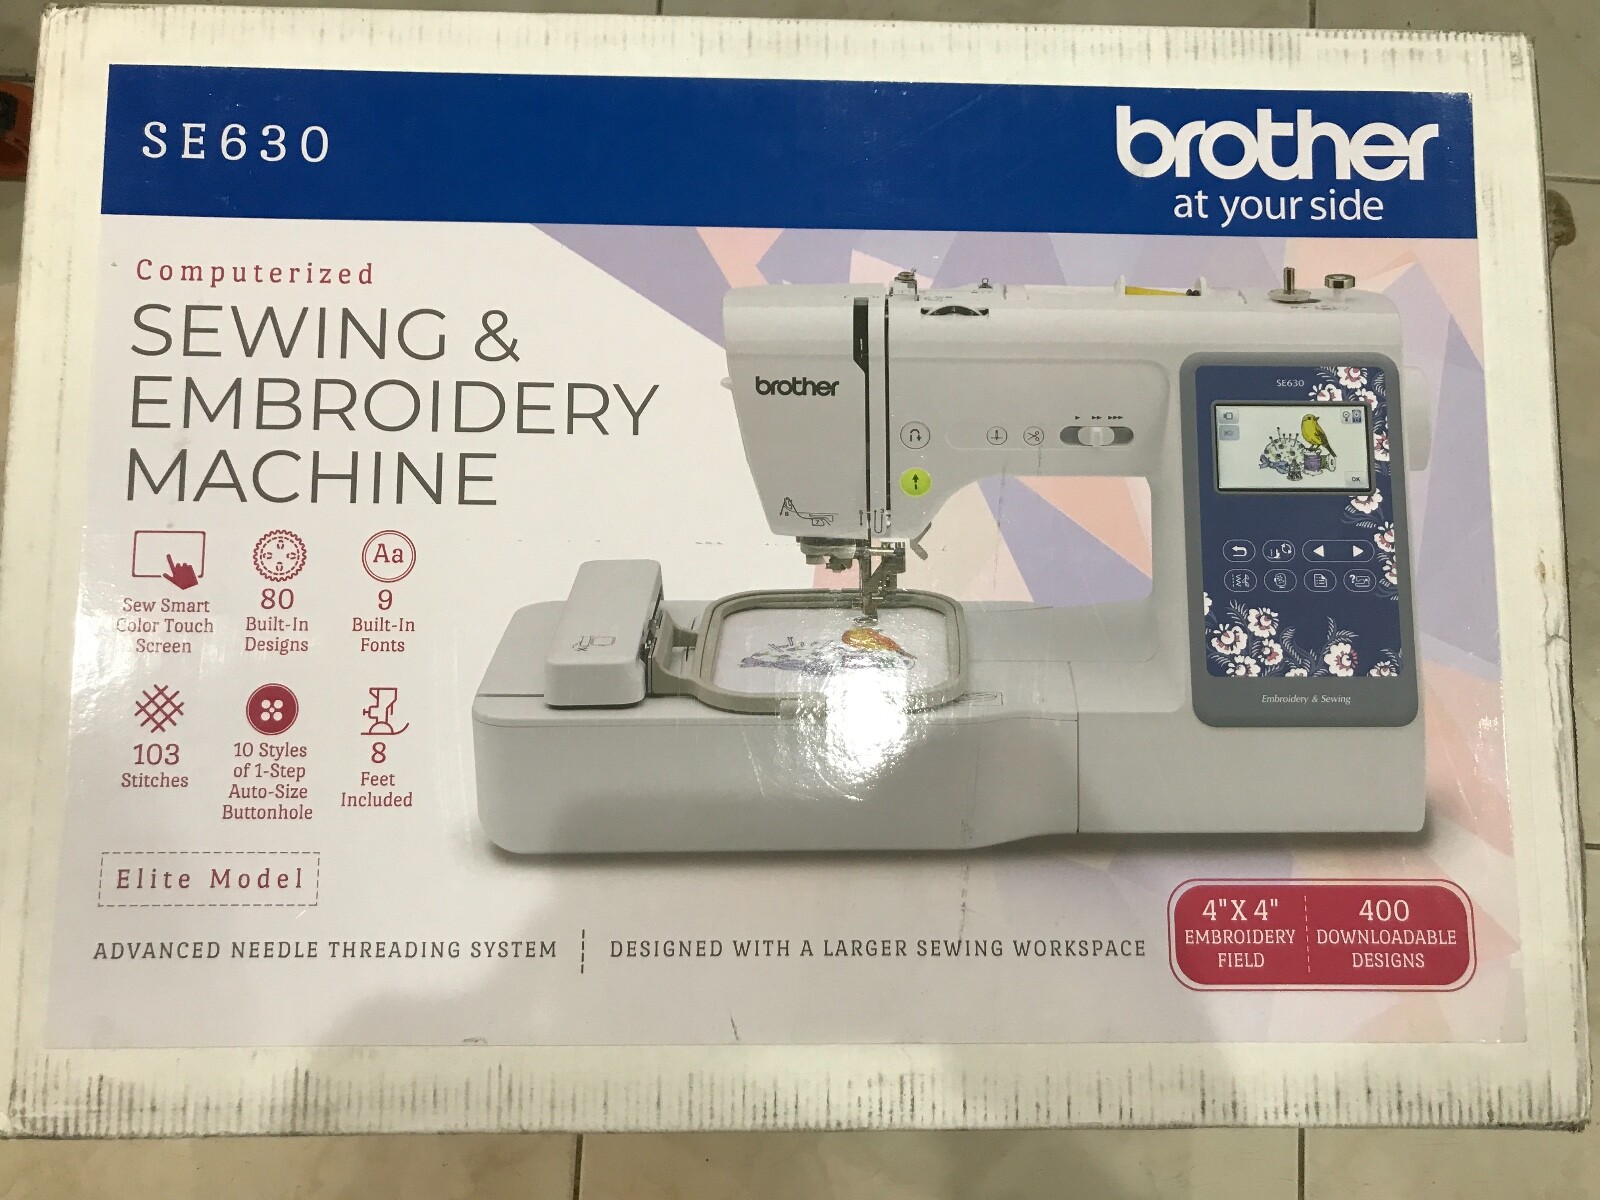 SE630
brother
at your side
Computerized
SEWING &
EMBROIDERY
MACHINE
Sew Smart
Color Touch
Screen
80
Built-In
Designs
Aa
9
Built-In
Fonts
103
Stitches
10 Styles
of 1-Step
Auto-Size
Buttonhole
8
Feet
Included
Elite Model
ADVANCED NEEDLE THREADING SYSTEM
DESIGNED WITH A LARGER SEWING WORKSPACE
4" X 4"
EMBROIDERY
FIELD
400
DOWNLOADABLE
DESIGNS
brother
SE630
OK
Embroidery & Sewing